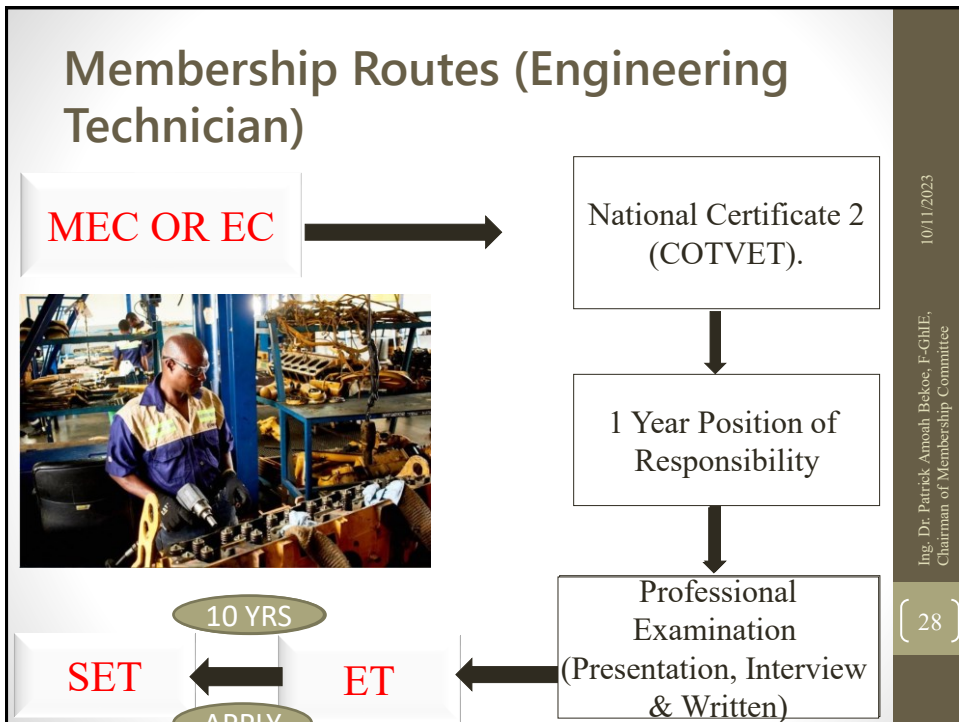 Membership Routes (Engineering
Technician)
MEC OR EC
National Certificate 2
(COTVET).
1 Year Position of
Responsibility
Professional
Examination
(Presentation, Interview
& Written)
10 YRS
SET
ET
APPLY
10/11/2023
Ing. Dr. Patrick Amoah Bekoe, F-GhIE,
Chairman of Membership Committee
28